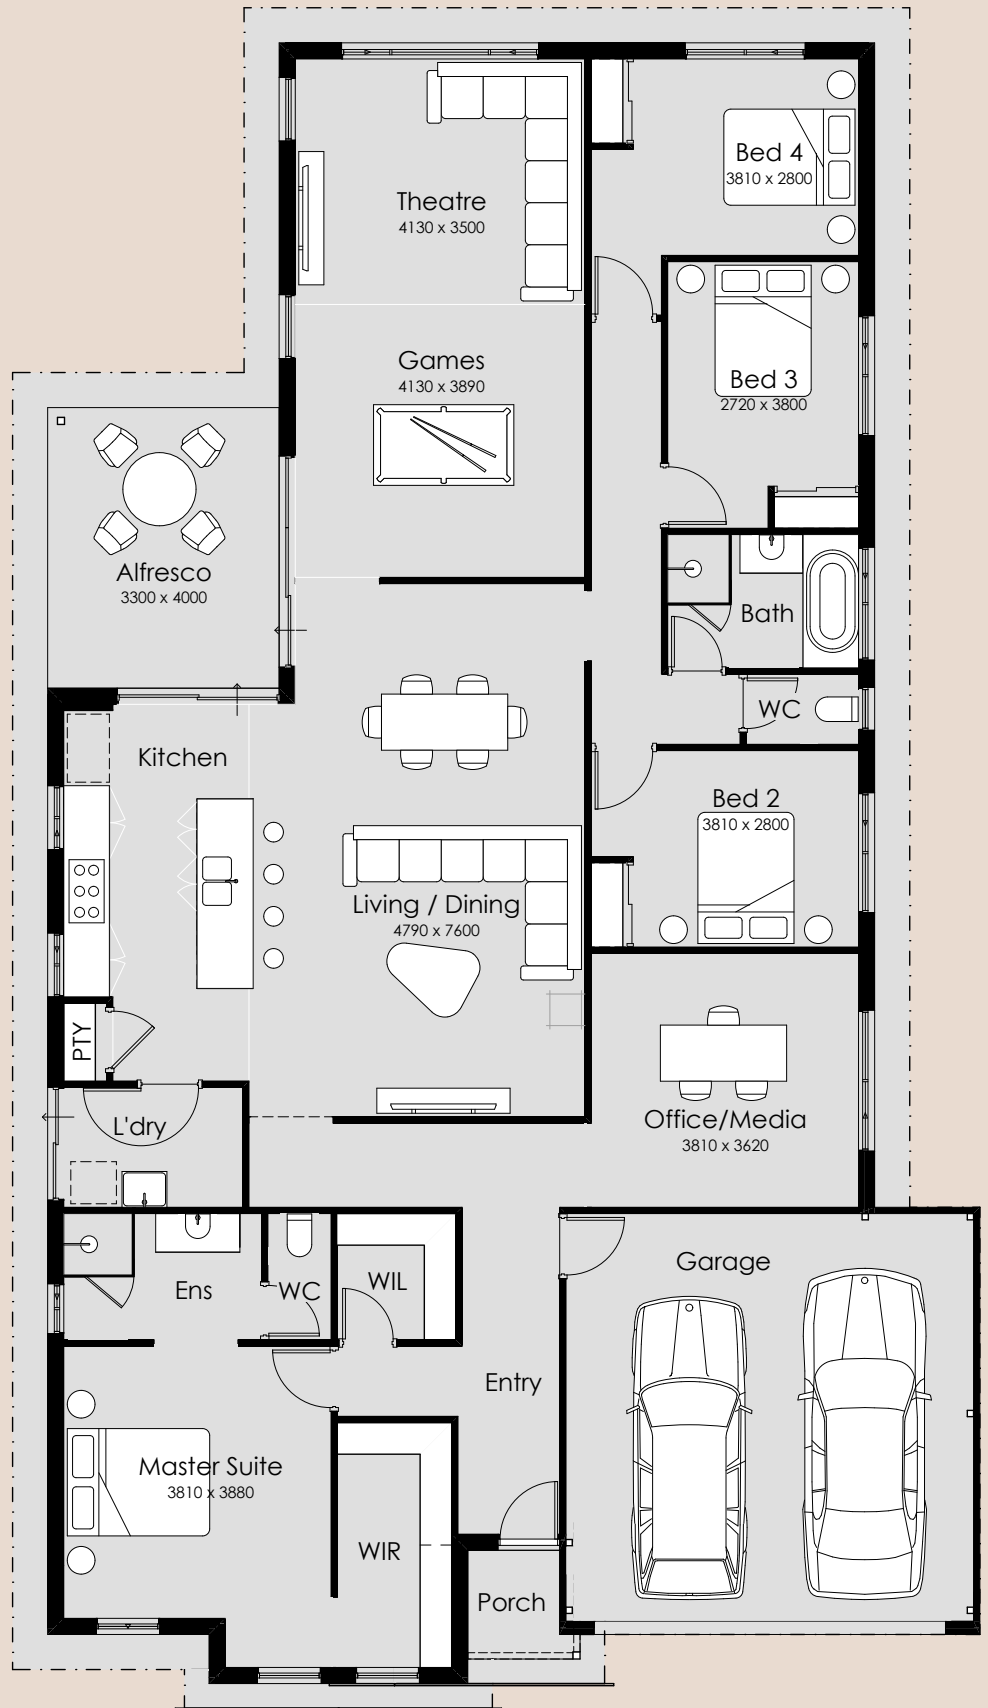 Theatre
4130 x 3500
Bed 4
3810 x 2800
Games
4130 x 3890
Bed 3
2720 x 3800
Alfresco
3300 x 4000
Bath
WC
Kitchen
Bed 2
3810 x 2800
Living / Dining
4790 x 7600
PTY
L'dry
Office/Media
3810 x 3620
Garage
Ens
WC
WIL
Entry
Master Suite
3810 x 3880
WIR
Porch